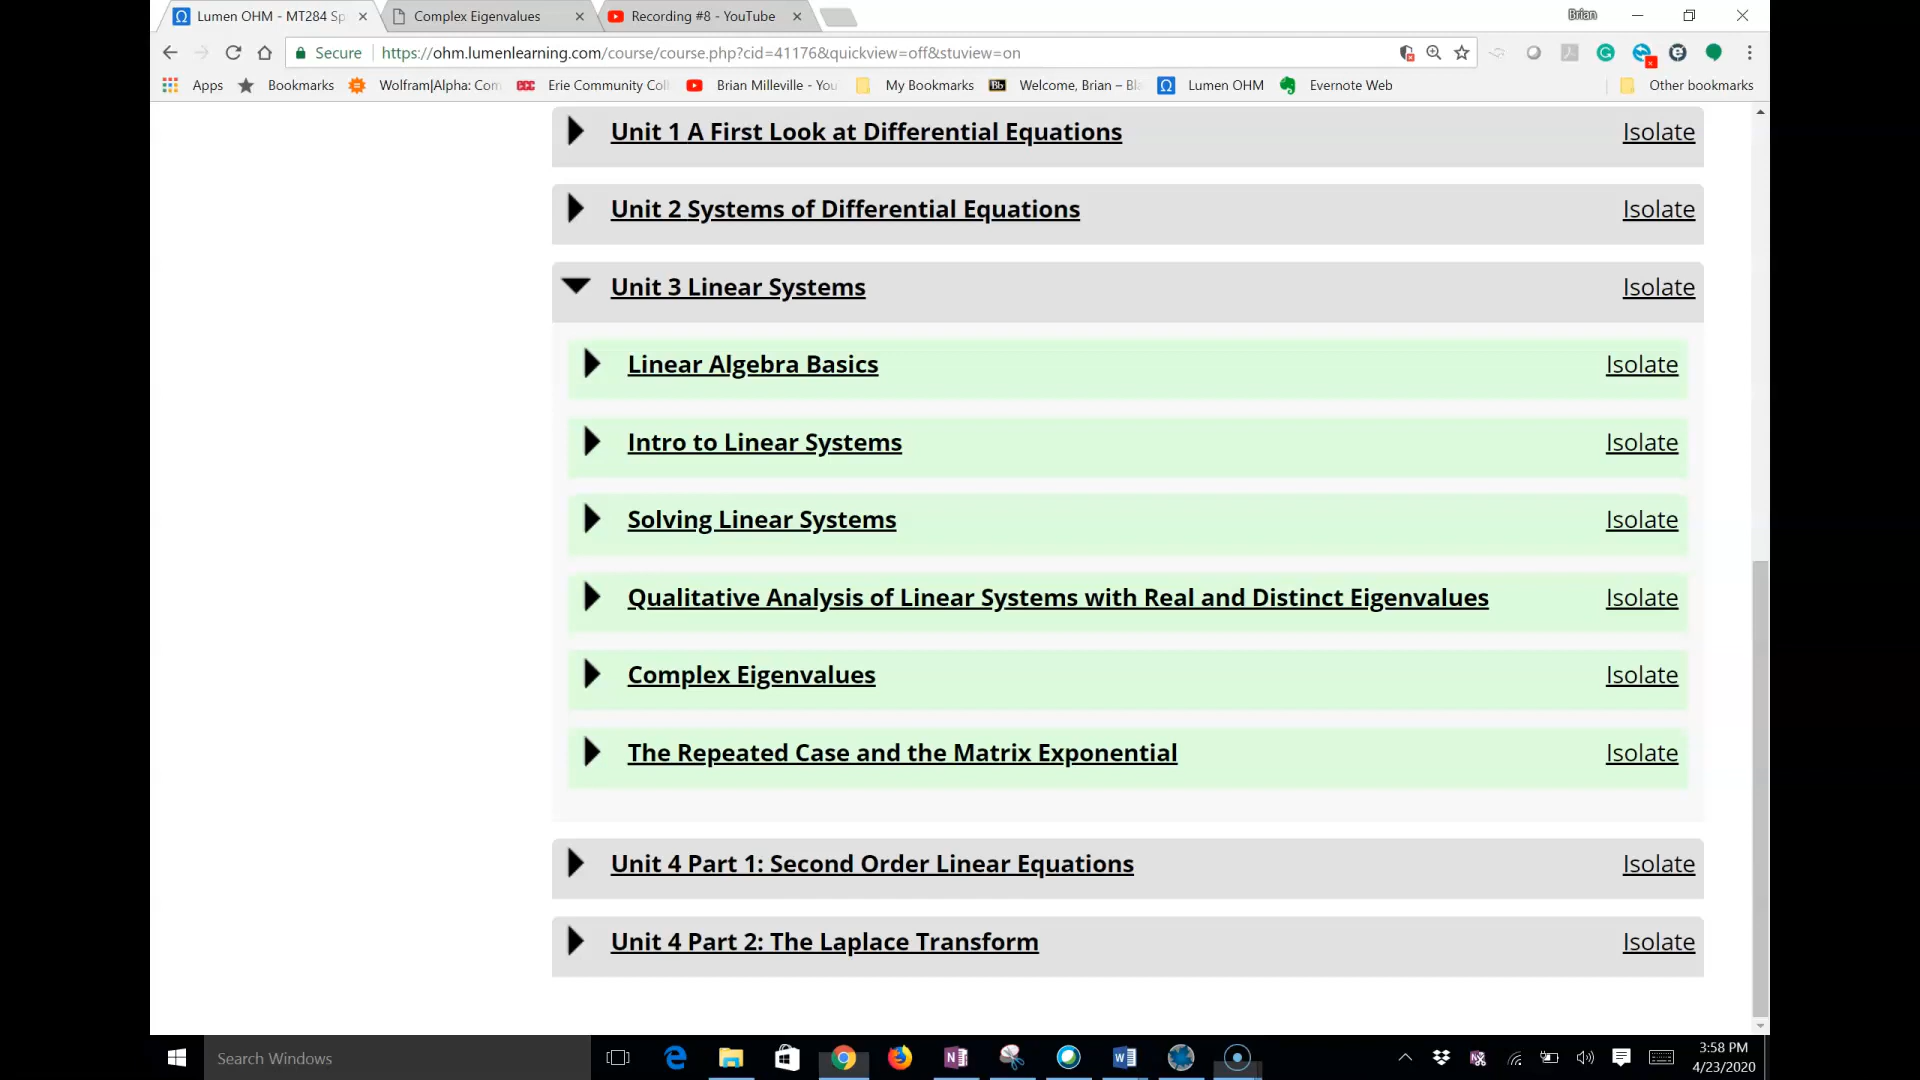 Lumen OHM - MT284 Sp
Complex Eigenvalues
Recording #8 - YouTube
Brian
Secure
https://ohm.lumenlearning.com/course/course.php?cid=41176&quickview=off&stuview=on
Apps
Bookmarks
Wolfram|Alpha: Com
ECC
Erie Community Coll
Brian Milleville - You
My Bookmarks
Bb
Welcome, Brian – Bla
Lumen OHM
Evernote Web
Other bookmarks
Unit 1 A First Look at Differential Equations Isolate
Unit 2 Systems of Differential Equations Isolate
Unit 3 Linear Systems Isolate
Linear Algebra Basics Isolate
Intro to Linear Systems Isolate
Solving Linear Systems Isolate
Qualitative Analysis of Linear Systems with Real and Distinct Eigenvalues Isolate
Complex Eigenvalues Isolate
The Repeated Case and the Matrix Exponential Isolate
Unit 4 Part 1: Second Order Linear Equations Isolate
Unit 4 Part 2: The Laplace Transform Isolate
Search Windows
3:58 PM
4/23/2020